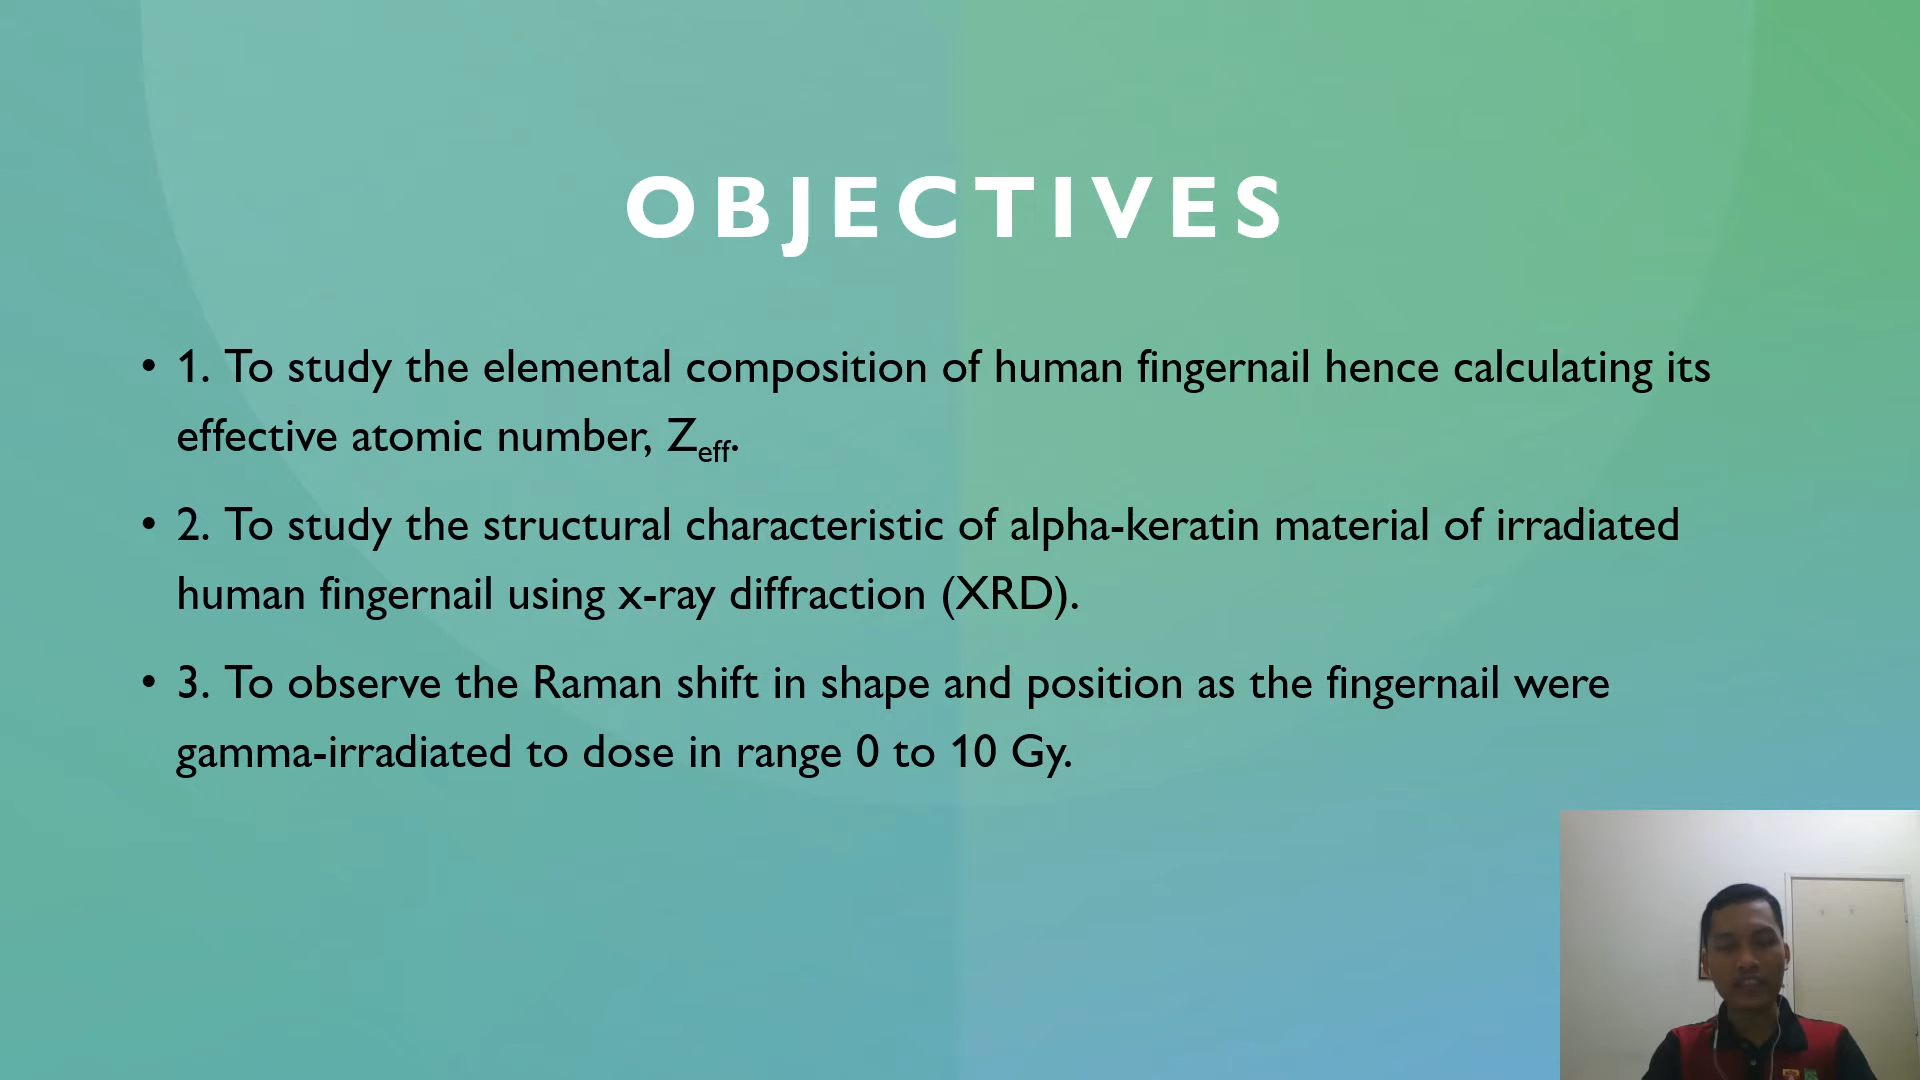 OBJECTIVES
• 1. To study the elemental composition of human fingernail hence calculating its
effective atomic number, Zeff.
• 2. To study the structural characteristic of alpha-keratin material of irradiated
human fingernail using x-ray diffraction (XRD).
• 3. To observe the Raman shift in shape and position as the fingernail were
gamma-irradiated to dose in range 0 to 10 Gy.